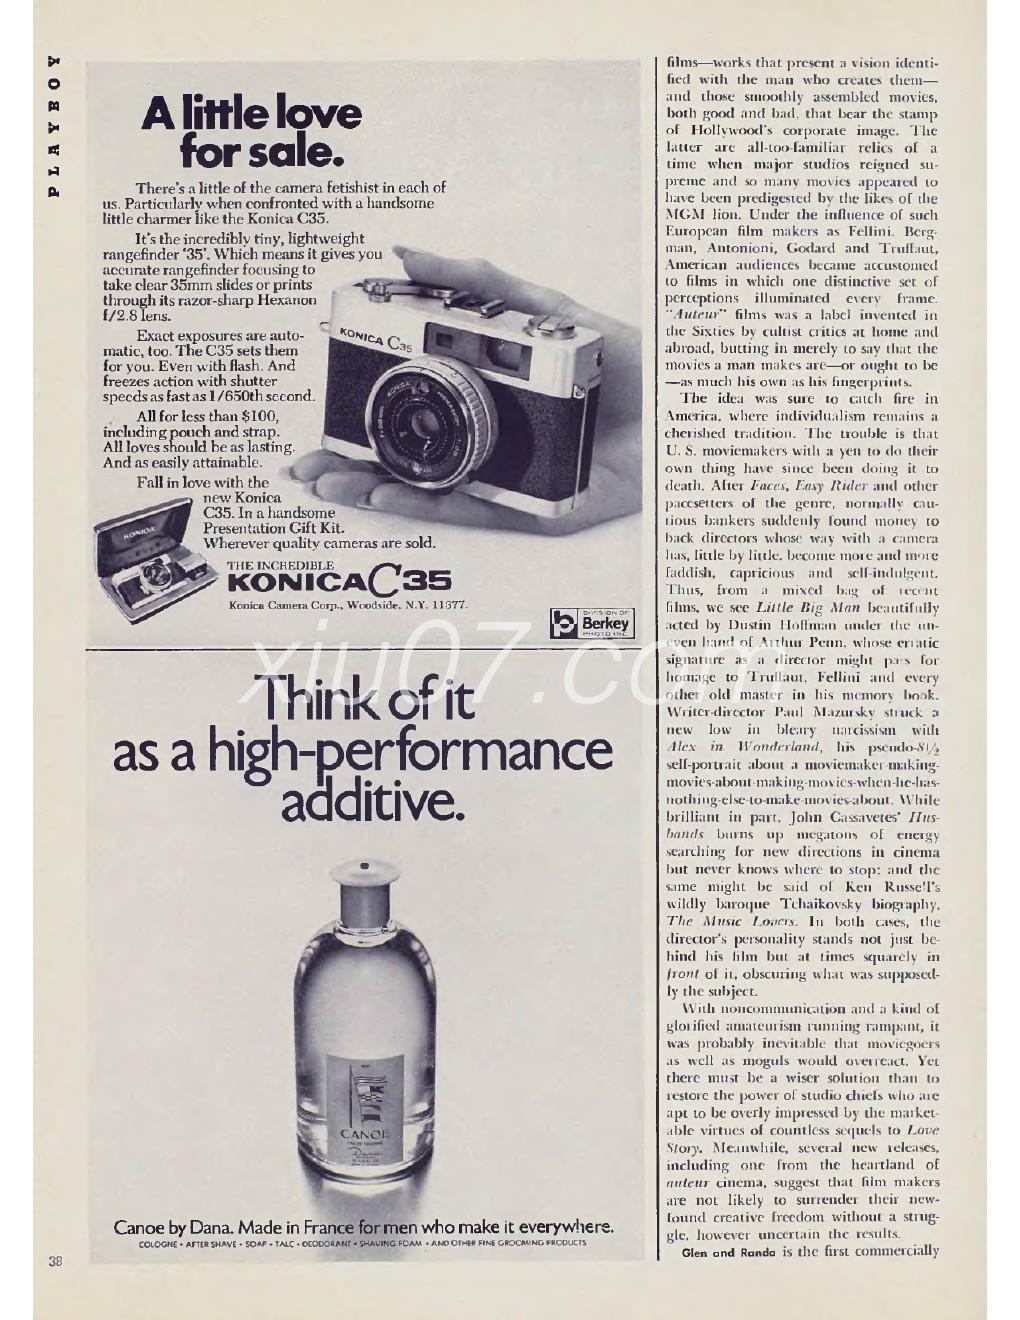 PLAYBOY
A little love
for sale.
There's a little of the camera fetishist in each of
us. Particularly when confronted with a handsome
little charmer like the Konica C35.
It's the incredibly tiny, lightweight
rangefinder '35'. Which means it gives you
accurate rangefinder focusing to
take clear 35mm slides or prints
through its razor-sharp Hexanon
f/2.8 lens.
Exact exposures are auto-
matic, too. The C35 sets them
for you. Even with flash. And
freezes action with shutter
speeds as fast as 1/650th second.
All for less than $100,
including pouch and strap.
All loves should be as lasting.
And as easily attainable.
Fall in love with the
new Konica
C35. In a handsome
Presentation Gift Kit.
Wherever quality cameras are sold.
THE INCREDIBLE
KONICA C35
Konica Camera Corp., Woodside, N.Y. 11377.
KONICA C35
KONICA
DIVISION OF
Berkey
PHOTO INC.
xiu07.com
Think of it
as a high-performance
additive.
CANOE
EAU DE COLOGNE
Dana
Canoe by Dana. Made in France for men who make it everywhere.
COLOGNE • AFTER SHAVE • SOAP • TALC • DEODORANT • SHAVING FOAM • AND OTHER FINE GROOMING PRODUCTS
38
films—works that present a vision identi-
fied with the man who creates them—
and those smoothly assembled movies,
both good and bad, that bear the stamp
of Hollywood's corporate image. The
latter are all-too-familiar relics of a
time when major studios reigned su-
preme and so many movies appeared to
have been predigested by the likes of the
MGM lion. Under the influence of such
European film makers as Fellini, Berg-
man, Antonioni, Godard and Truffaut,
American audiences became accustomed
to films in which one distinctive set of
perceptions illuminated every frame.
"Auteur" films was a label invented in
the Sixties by cultist critics at home and
abroad, butting in merely to say that the
movies a man makes are—or ought to be
—as much his own as his fingerprints.
The idea was sure to catch fire in
America, where individualism remains a
cherished tradition. The trouble is that
U. S. moviemakers with a yen to do their
own thing have since been doing it to
death. After Faces, Easy Rider and other
pacesetters of the genre, normally cau-
tious bankers suddenly found money to
back directors whose way with a camera
has, little by little, become more and more
faddish, capricious and self-indulgent.
Thus, from a mixed bag of recent
films, we see Little Big Man beautifully
acted by Dustin Hoffman under the un-
even hand of Arthur Penn, whose erratic
signature as a director might pass for
homage to Truffaut, Fellini and every
other old master in his memory book.
Writer-director Paul Mazursky struck a
new low in bleary narcissism with
Alex in Wonderland, his pseudo-8½
self-portrait about a moviemaker-making-
movies-about-making-movies-when-he-has-
nothing-else-to-make-movies-about. While
brilliant in part, John Cassavetes' Hus-
bands burns up megatons of energy
searching for new directions in cinema
but never knows where to stop; and the
same might be said of Ken Russell's
wildly baroque Tchaikovsky biography,
The Music Lovers. In both cases, the
director's personality stands not just be-
hind his film but at times squarely in
front of it, obscuring what was supposed-
ly the subject.
With noncommunication and a kind of
glorified amateurism running rampant, it
was probably inevitable that moviegoers
as well as moguls would overreact. Yet
there must be a wiser solution than to
restore the power of studio chiefs who are
apt to be overly impressed by the market-
able virtues of countless sequels to Love
Story. Meanwhile, several new releases,
including one from the heartland of
auteur cinema, suggest that film makers
are not likely to surrender their new-
found creative freedom without a strug-
gle, however uncertain the results.
Glen and Randa is the first commercially